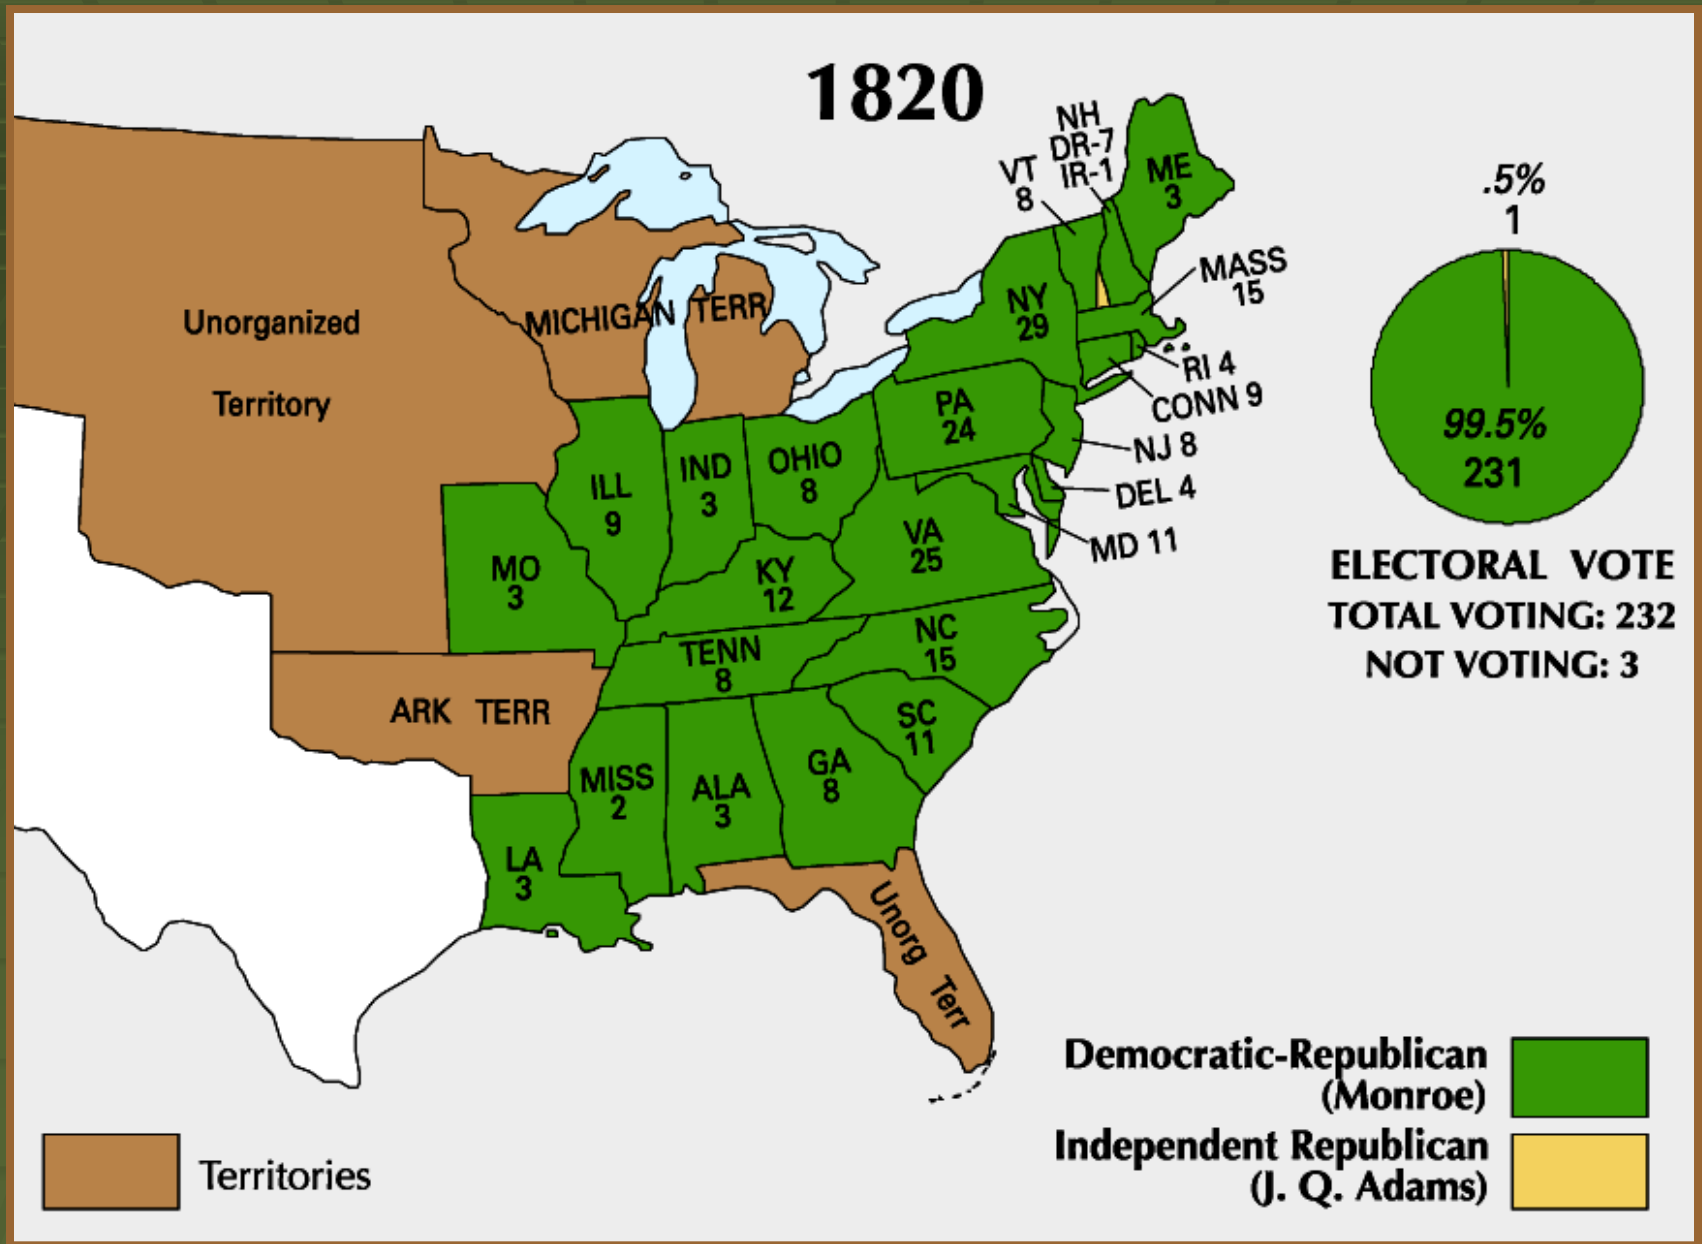 1820
NH
DR-7
IR-1
VT
8
ME
3
MASS
15
NY
29
RI 4
CONN 9
PA
24
NJ 8
DEL 4
MD 11
Unorganized
Territory
MICHIGAN TERR
ILL
9
IND
3
OHIO
8
MO
3
KY
12
VA
25
TENN
8
NC
15
ARK TERR
SC
11
MISS
2
ALA
3
GA
8
LA
3
Unorg Terr
.5%
1
99.5%
231
ELECTORAL VOTE
TOTAL VOTING: 232
NOT VOTING: 3
Democratic-Republican
(Monroe)
Independent Republican
(J. Q. Adams)
Territories